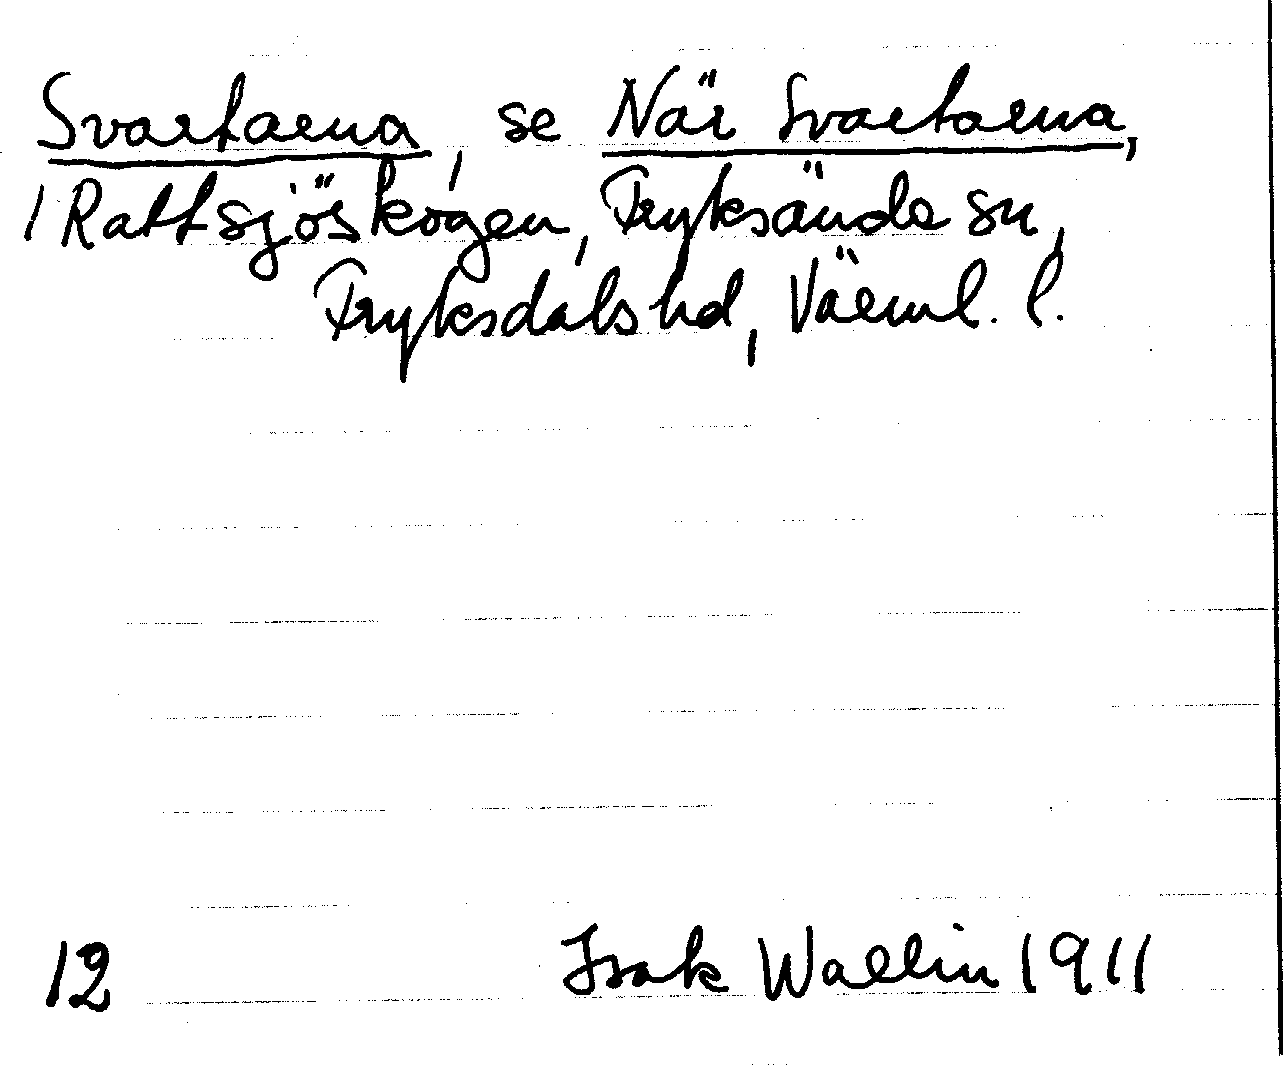 Svartarna, se När Svartarna,
i Rattsjöskogen, Fryksände sn,
Fryksdals hd, Värml. l.
12 Isak Wallin 1911